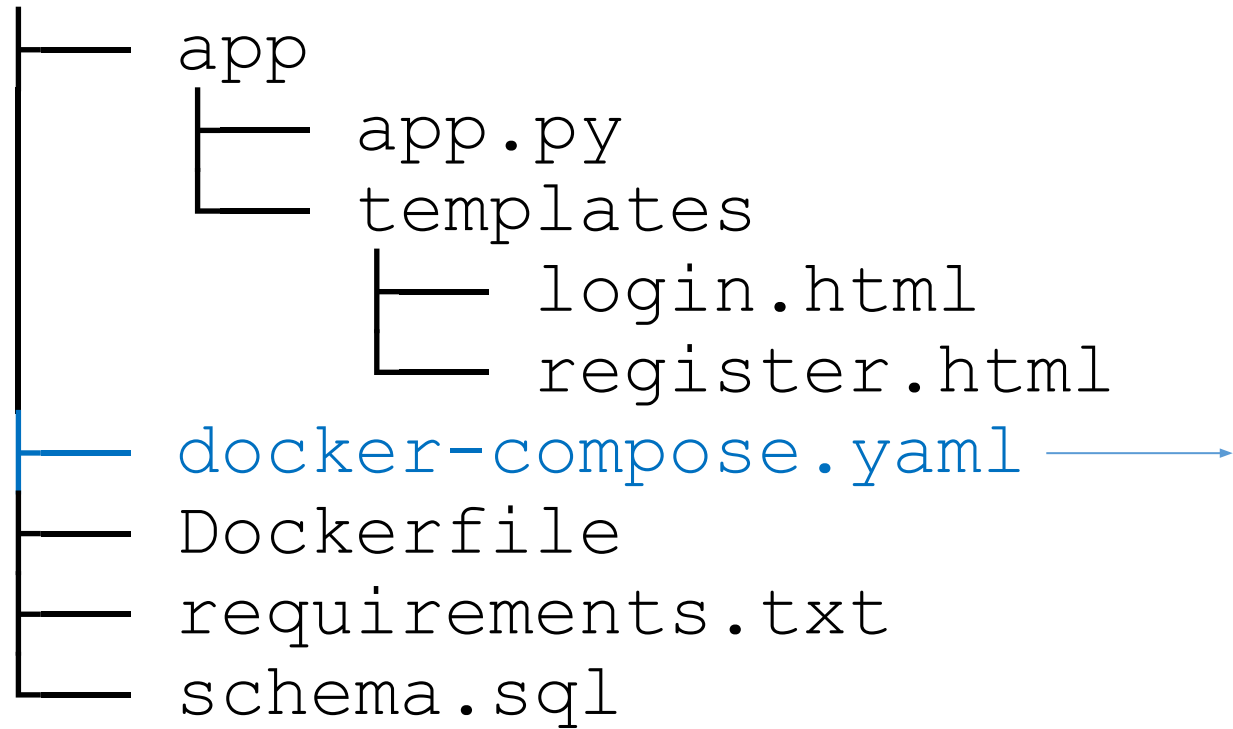 app
app.py
templates
login.html
register.html
docker-compose.yaml
Dockerfile
requirements.txt
schema.sql